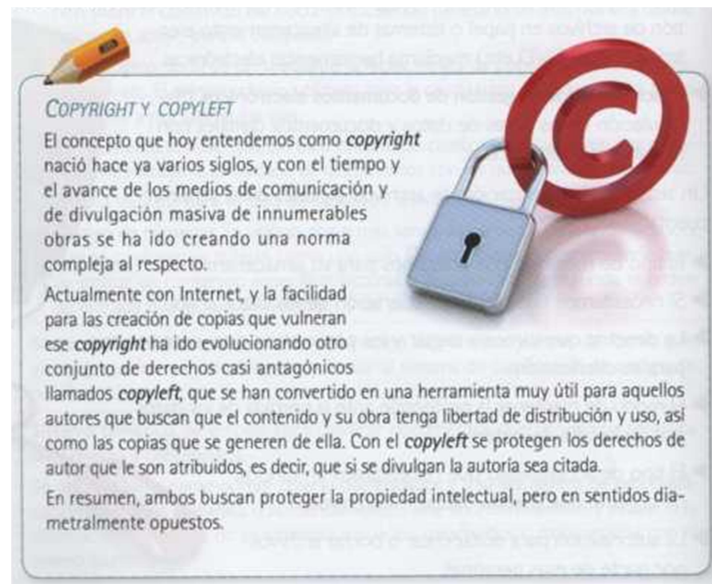 COPYRIGHT Y COPYLEFT
El concepto que hoy entendemos como copyright
nació hace ya varios siglos, y con el tiempo y
el avance de los medios de comunicación y
de divulgación masiva de innumerables
obras se ha ido creando una norma
compleja al respecto.
Actualmente con Internet, y la facilidad
para las creación de copias que vulneran
ese copyright ha ido evolucionando otro
conjunto de derechos casi antagónicos
llamados copyleft, que se han convertido en una herramienta muy útil para aquellos
autores que buscan que el contenido y su obra tenga libertad de distribución y uso, así
como las copias que se generen de ella. Con el copyleft se protegen los derechos de
autor que le son atribuidos, es decir, que si se divulgan la autoría sea citada.
En resumen, ambos buscan proteger la propiedad intelectual, pero en sentidos dia-
metralmente opuestos.